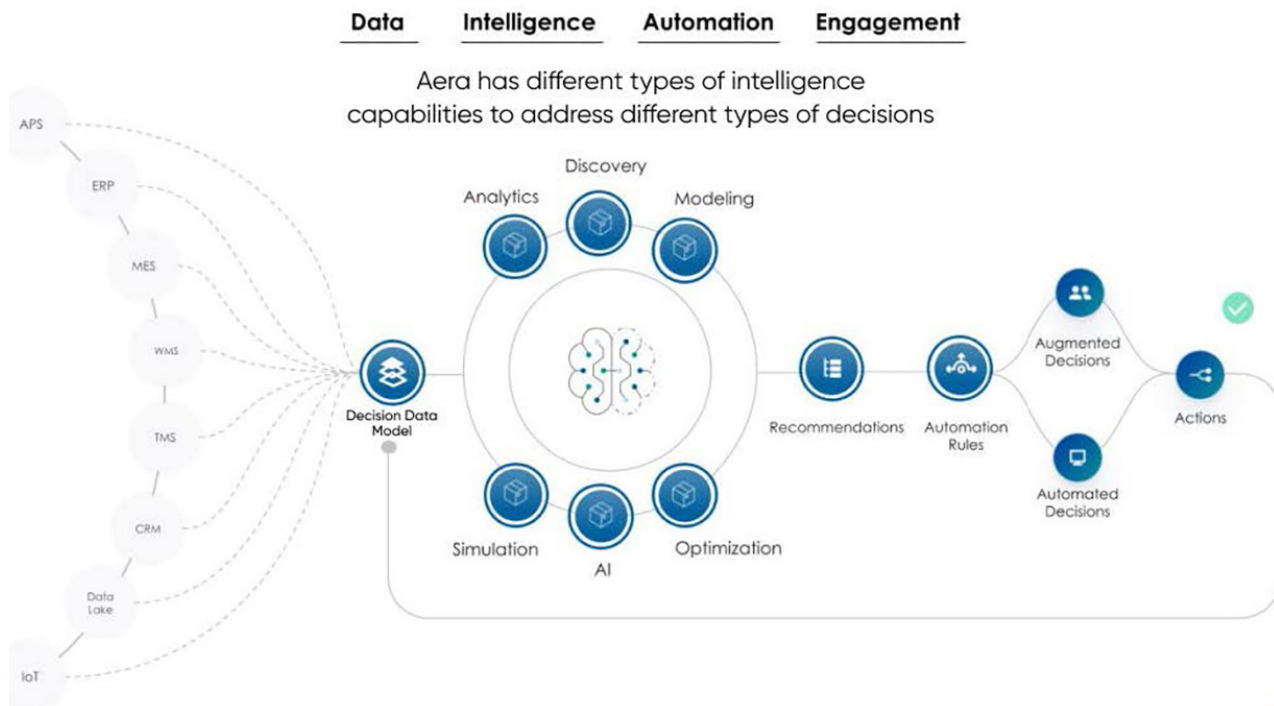 Data Intelligence Automation Engagement
Aera has different types of intelligence
capabilities to address different types of decisions
APS
ERP
MES
WMS
TMS
CRM
Data
Lake
IoT
Decision Data
Model
Analytics
Discovery
Modeling
Simulation
AI
Optimization
Recommendations
Automation
Rules
Augmented
Decisions
Automated
Decisions
Actions